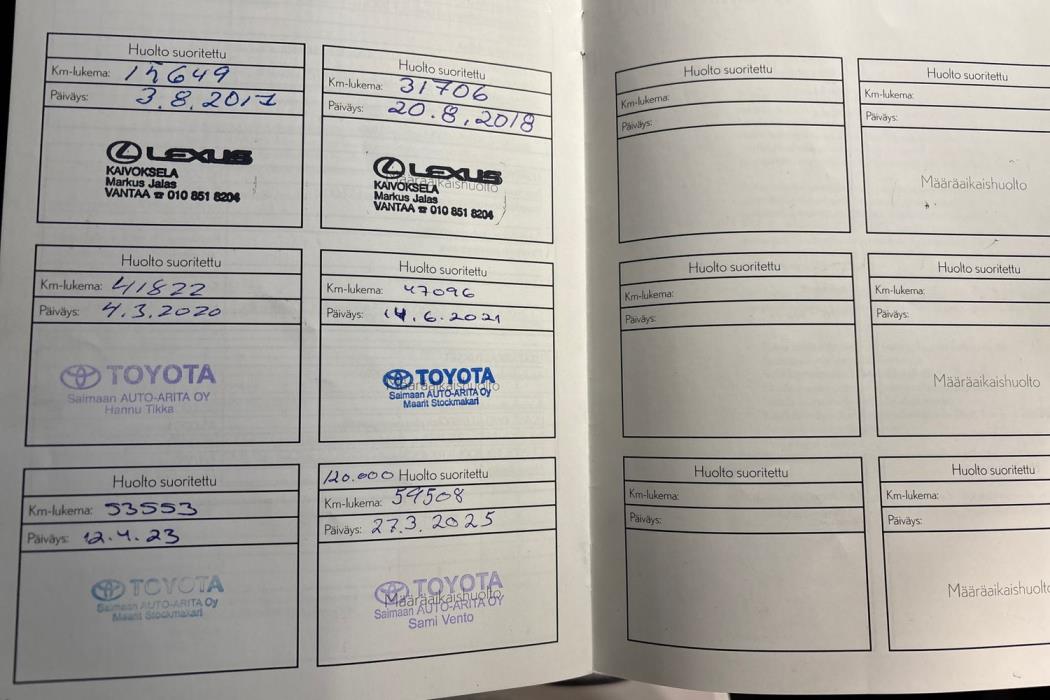 Huolto suoritettu
Km-lukema: 15649
Päiväys: 3.8.2017
LEXUS
KAIVOKSELA
Markus Jalas
VANTAA ☎ 010 851 8204
Huolto suoritettu
Km-lukema: 31706
Päiväys: 20.8.2018
LEXUS
Määräaikaishuolto
KAIVOKSELA
Markus Jalas
VANTAA ☎ 010 851 8204
Huolto suoritettu
Km-lukema: 41822
Päiväys: 4.3.2020
TOYOTA
Saimaan AUTO-ARITA OY
Hannu Tikka
Huolto suoritettu
Km-lukema: 47096
Päiväys: 14.6.2021
TOYOTA
Määräaikaishuolto
Saimaan AUTO-ARITA Oy
Maarit Stockmakari
Huolto suoritettu
Km-lukema: 53553
Päiväys: 12.4.23
TOYOTA
Saimaan AUTO-ARITA Oy
Maarit Stockmakari
120.000 Huolto suoritettu
Km-lukema: 59508
Päiväys: 27.3.2025
TOYOTA
Määräaikaishuolto
Saimaan AUTO-ARITA OY
Sami Vento
Huolto suoritettu
Km-lukema:
Päiväys:
Huolto suoritettu
Km-lukema:
Päiväys:
Määräaikaishuolto
Huolto suoritettu
Km-lukema:
Päiväys:
Huolto suoritettu
Km-lukema:
Päiväys:
Määräaikaishuolto
Huolto suoritettu
Km-lukema:
Päiväys:
Huolto suoritettu
Km-lukema:
Päiväys:
Määräaikaishuolto